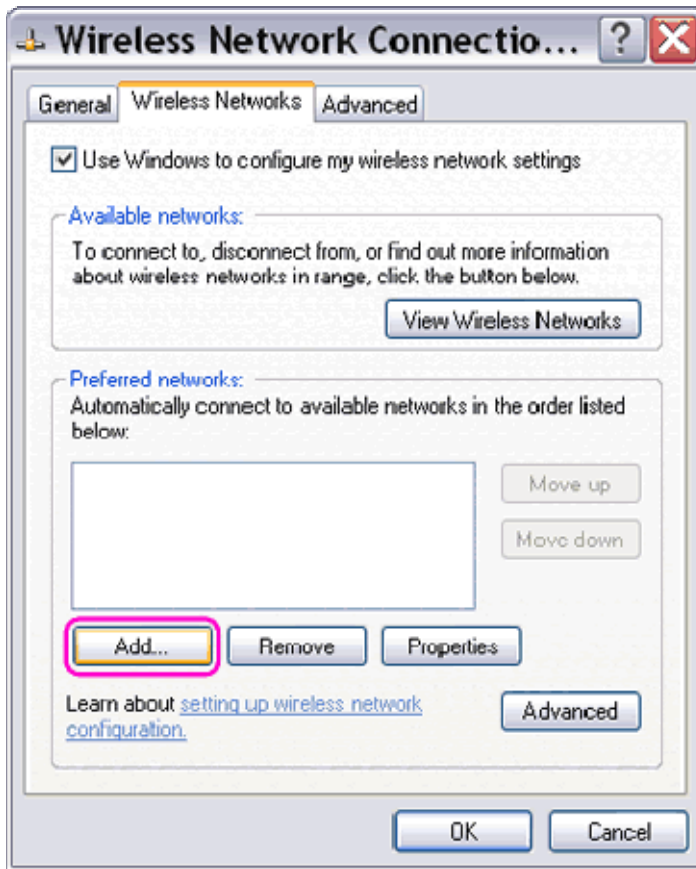 Wireless Network Connectio...
General Wireless Networks Advanced
Use Windows to configure my wireless network settings
Available networks:
To connect to, disconnect from, or find out more information
about wireless networks in range, click the button below.
View Wireless Networks
Preferred networks:
Automatically connect to available networks in the order listed
below:
Move up
Move down
Add... Remove Properties
Learn about setting up wireless network
configuration.
Advanced
OK Cancel